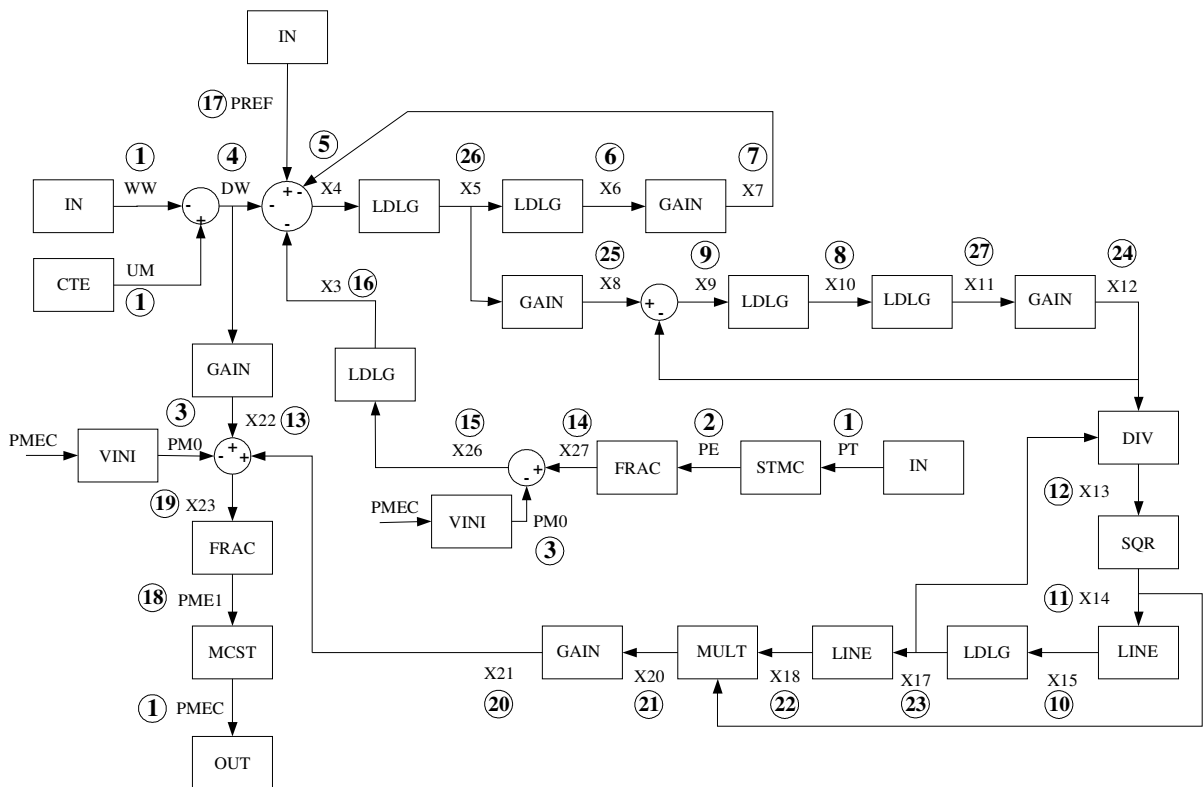 IN
17 PREF
5
1
4
26
6
7
IN
WW
-
DW
+ -
-
-
X4
LDLG
X5
LDLG
X6
GAIN
X7
+
CTE
UM
1
X3
16
GAIN
25
X8
+
-
9
X9
LDLG
8
X10
LDLG
27
X11
GAIN
24
X12
GAIN
LDLG
3
X22
13
PMEC
VINI
PM0
-
+
+
15
X26
14
X27
+
-
FRAC
2
PE
STMC
1
PT
IN
DIV
12 X13
19
X23
PMEC
VINI
PM0
3
FRAC
SQR
18
PME1
11 X14
MCST
GAIN
MULT
LINE
LDLG
LINE
X21
20
X20
21
X18
22
X17
23
X15
10
1 PMEC
OUT